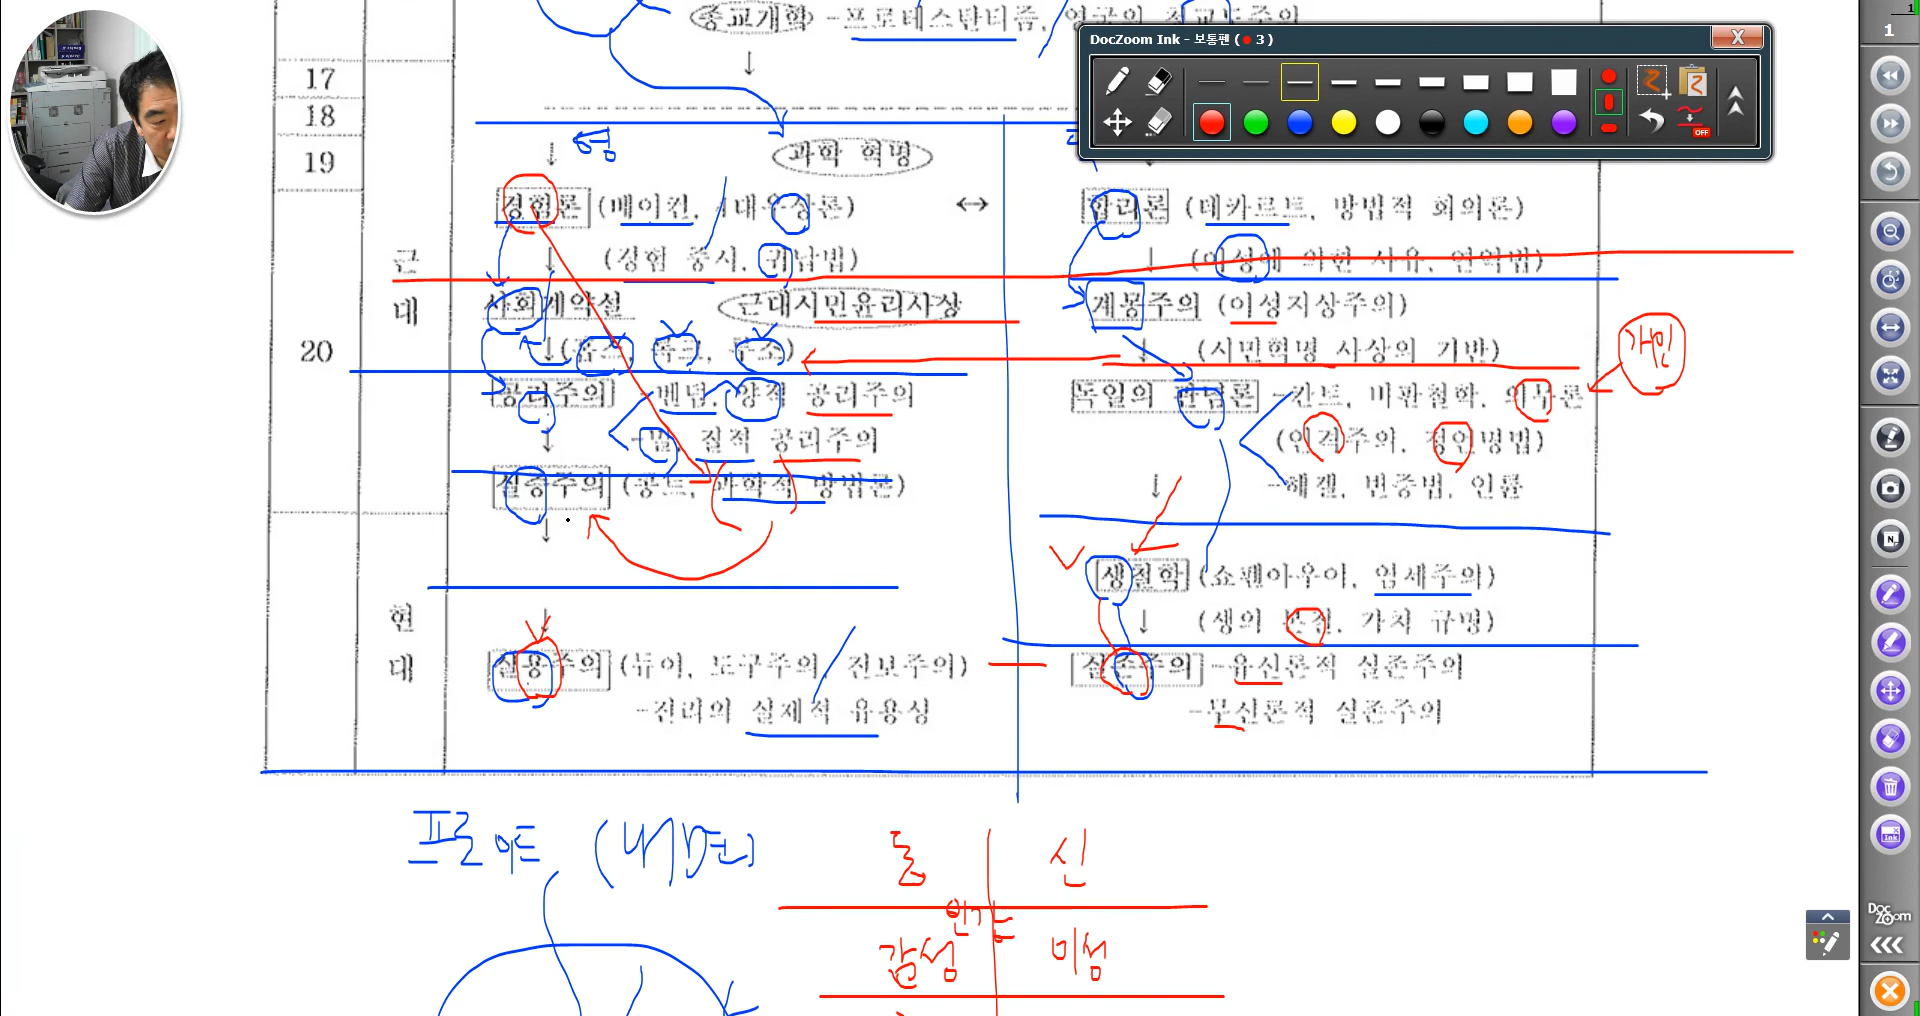 종교개혁 -프로테스탄티즘, 영국의 청교도주의
↓
DocZoom Ink - 보통펜 ( 3 )
OFF
1
1
17
18
19
20
근
대
현
대
↓ 과학 혁명 ↓
경험론 (베이컨, 4대우상론) ↔ 합리론 (데카르트, 방법적 회의론)
↓ (경험 중시, 귀납법) ↓ (이성에 의한 사유, 연역법)
사회계약설 근대시민윤리사상 계몽주의 (이성지상주의)
↓ (홉스, 로크, 루소) ↓ (시민혁명 사상의 기반)
개인
공리주의 벤덤, 양적 공리주의 독일의 관념론 -칸트, 비판철학, 의무론
↓ -밀, 질적 공리주의 (인격주의, 정언명법)
실증주의 (콩트, 과학적 방법론) ↓ -헤겔, 변증법, 인륜
↓
생철학 (쇼펜아우어, 염세주의)
↓ ↓ (생의 본질, 가치 규명)
실용주의 (듀이, 도구주의, 진보주의) 실존주의 -유신론적 실존주의
-진리의 실제적 유용성 -무신론적 실존주의
프로이트 (내면) 동 신
인간
감성 이성
Doc
Zoom